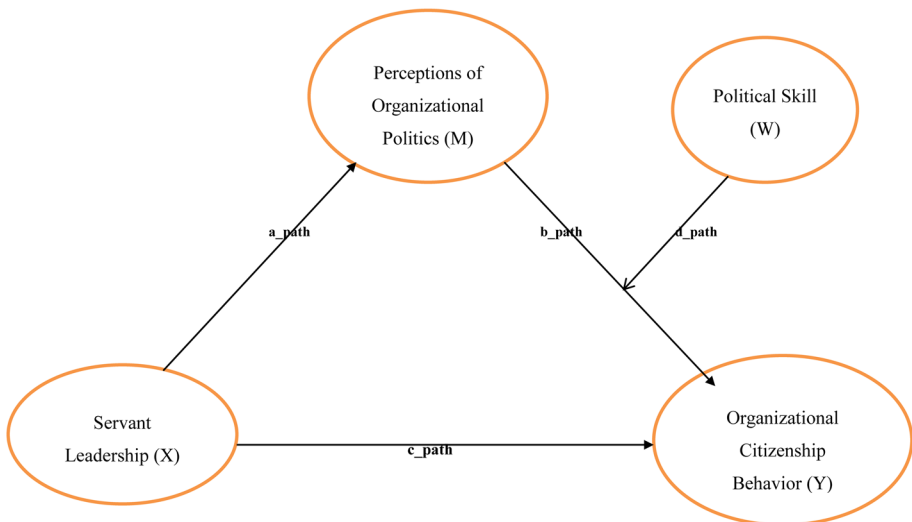 Perceptions of
Organizational
Politics (M)
Political Skill
(W)
a_path
b_path
d_path
Servant
Leadership (X)
c_path
Organizational
Citizenship
Behavior (Y)